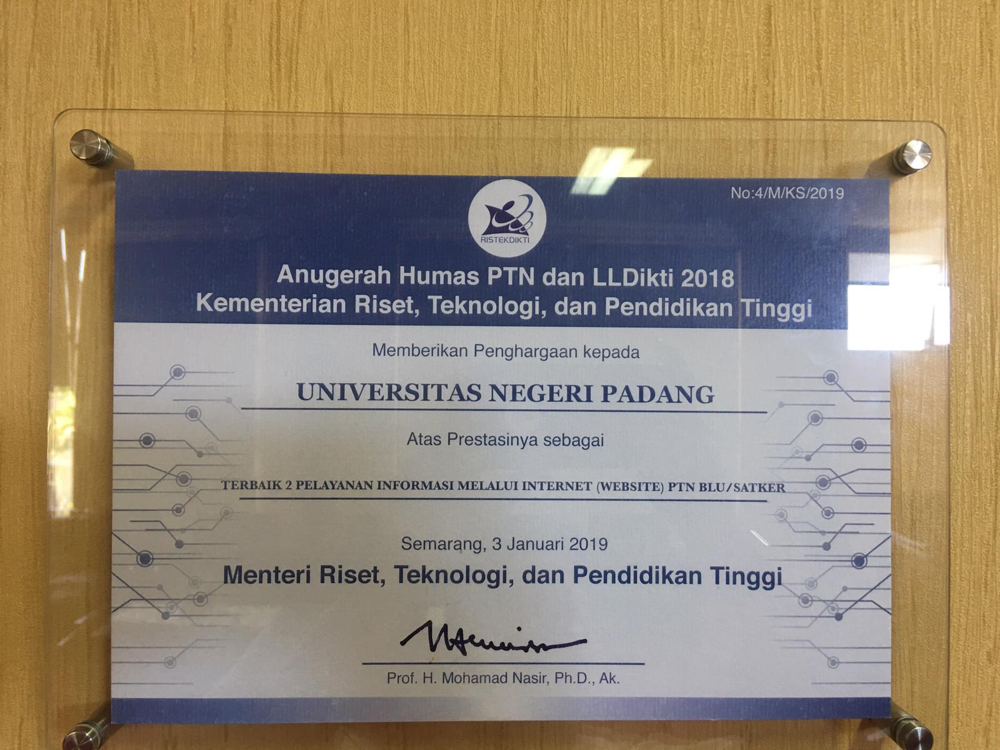 No:4/M/KS/2019
RISTEKDIKTI
Anugerah Humas PTN dan LLDikti 2018
Kementerian Riset, Teknologi, dan Pendidikan Tinggi
Memberikan Penghargaan kepada
UNIVERSITAS NEGERI PADANG
Atas Prestasinya sebagai
TERBAIK 2 PELAYANAN INFORMASI MELALUI INTERNET (WEBSITE) PTN BLU/SATKER
Semarang, 3 Januari 2019
Menteri Riset, Teknologi, dan Pendidikan Tinggi
Prof. H. Mohamad Nasir, Ph.D., Ak.